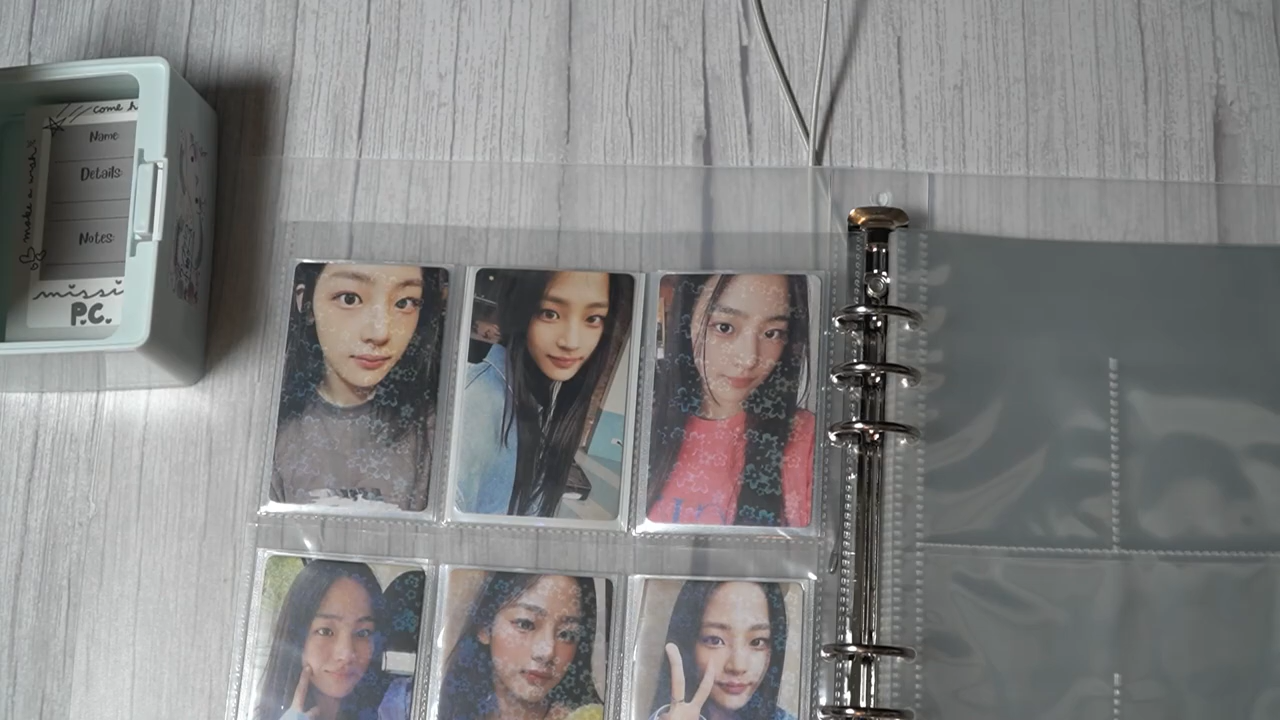 come h
Name:
Details:
Notes:
make a wish
missi
P.C.